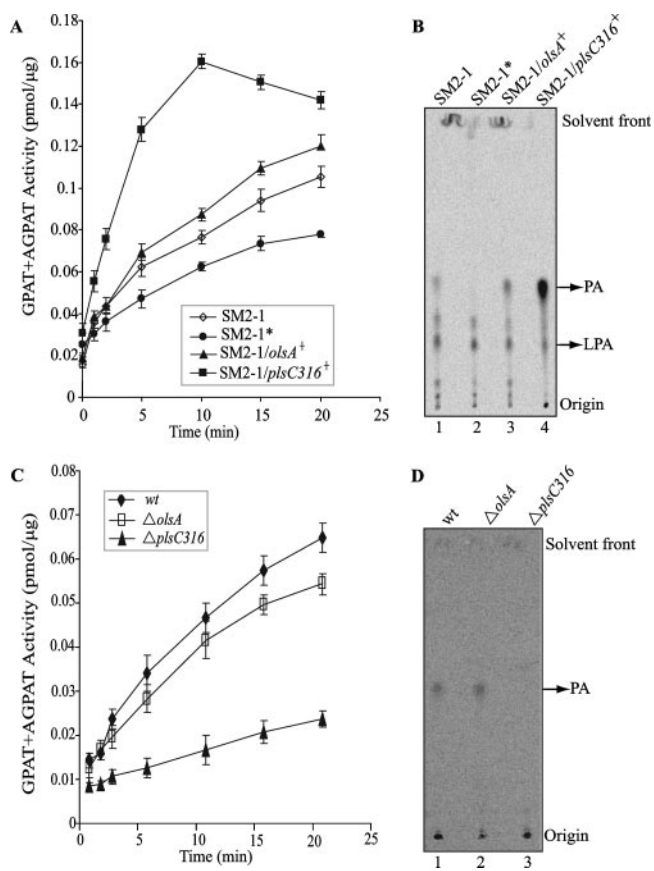 A
GPAT+AGPAT Activity (pmol/μg)
0.18
0.16
0.14
0.12
0.1
0.08
0.06
0.04
0.02
0
0 5 10 15 20 25
Time (min)
SM2-1
SM2-1*
SM2-1/olsA†
SM2-1/plsC316†
B
SM2-1
SM2-1*
SM2-1/olsA+
SM2-1/plsC316+
Solvent front
PA
LPA
Origin
1 2 3 4
C
GPAT+AGPAT Activity (pmol/μg)
0.08
0.07
0.06
0.05
0.04
0.03
0.02
0.01
0
0 5 10 15 20 25
Time (min)
wt
△olsA
△plsC316
D
wt
△olsA
△plsC316
Solvent front
PA
Origin
1 2 3